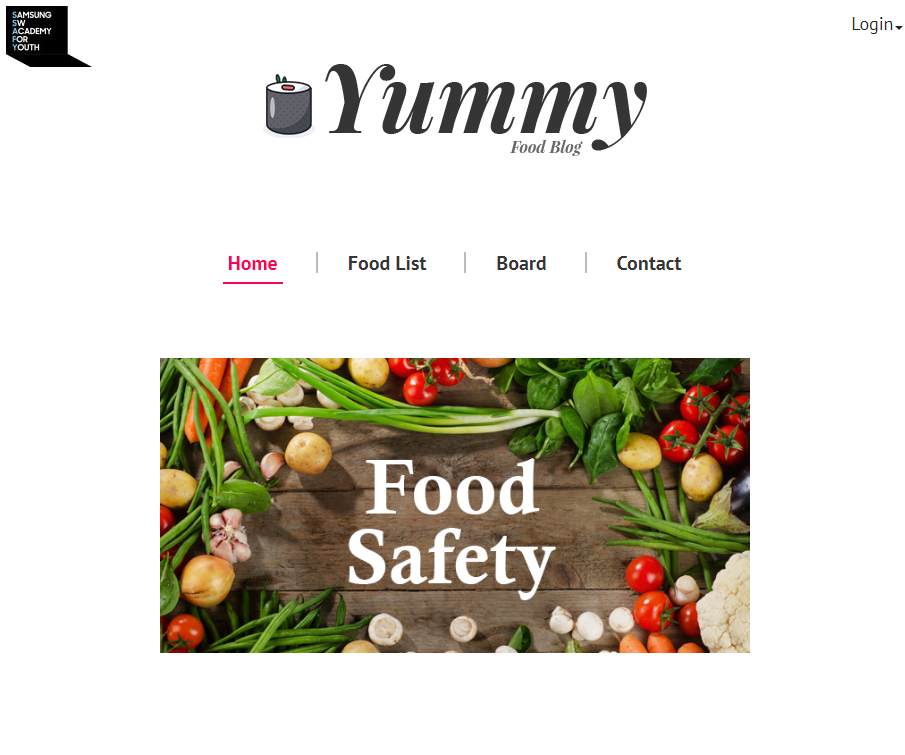 SAMSUNG
SW
ACADEMY
FOR
YOUTH
Login
Yummy
Food Blog
Home
Food List
Board
Contact
Food
Safety